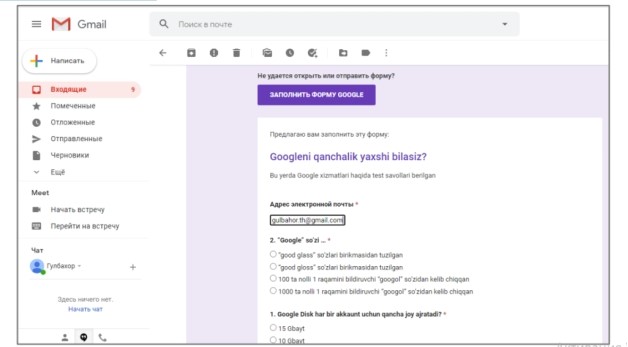 Gmail
Поиск в почте
Написать
Входящие 9
Помеченные
Отложенные
Отправленные
Черновики
Ещё
Meet
Начать встречу
Перейти на встречу
Чат
Гулбахор
Здесь ничего нет.
Начать чат
Не удается открыть или отправить форму?
ЗАПОЛНИТЬ ФОРМУ GOOGLE
Предлагаю вам заполнить эту форму:
Googleni qanchalik yaxshi bilasiz?
Bu yerda Google xizmatlari haqida test savollari berilgan
Адрес электронной почты *
gulbahor.th@gmail.com
2. "Google" so'zi ... *
"good glass" so'zlari birikmasidan tuzilgan
"good gloss" so'zlari birikmasidan tuzilgan
100 ta nolli 1 raqamini bildiruvchi "googol" so'zidan kelib chiqqan
1000 ta nolli 1 raqamini bildiruvchi "googol" so'zidan kelib chiqqan
1. Google Disk har bir akkaunt uchun qancha joy ajratadi? *
15 Gbayt
10 Gbayt